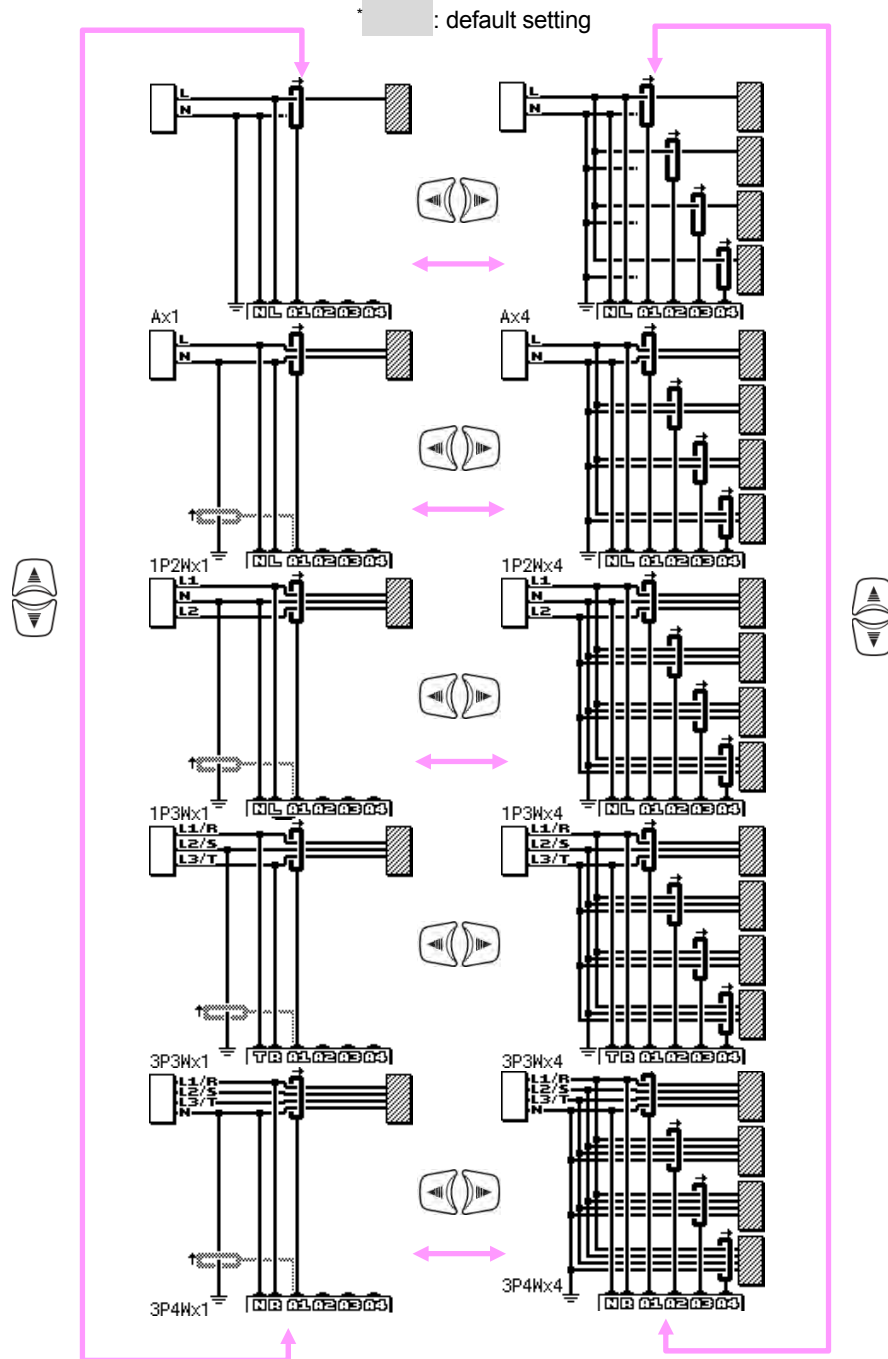 * : default setting
L
N
N L A1 A2 A3 A4
Ax1
L
N
N L A1 A2 A3 A4
Ax4
L
N
N L A1 A2 A3 A4
1P2Wx1
L
N
N L A1 A2 A3 A4
1P2Wx4
L1
N
L2
N L A1 A2 A3 A4
1P3Wx1
L1
N
L2
N L A1 A2 A3 A4
1P3Wx4
L1/R
L2/S
L3/T
T R A1 A2 A3 A4
3P3Wx1
L1/R
L2/S
L3/T
T R A1 A2 A3 A4
3P3Wx4
L1/R
L2/S
L3/T
N
N R A1 A2 A3 A4
3P4Wx1
L1/R
L2/S
L3/T
N
N R A1 A2 A3 A4
3P4Wx4